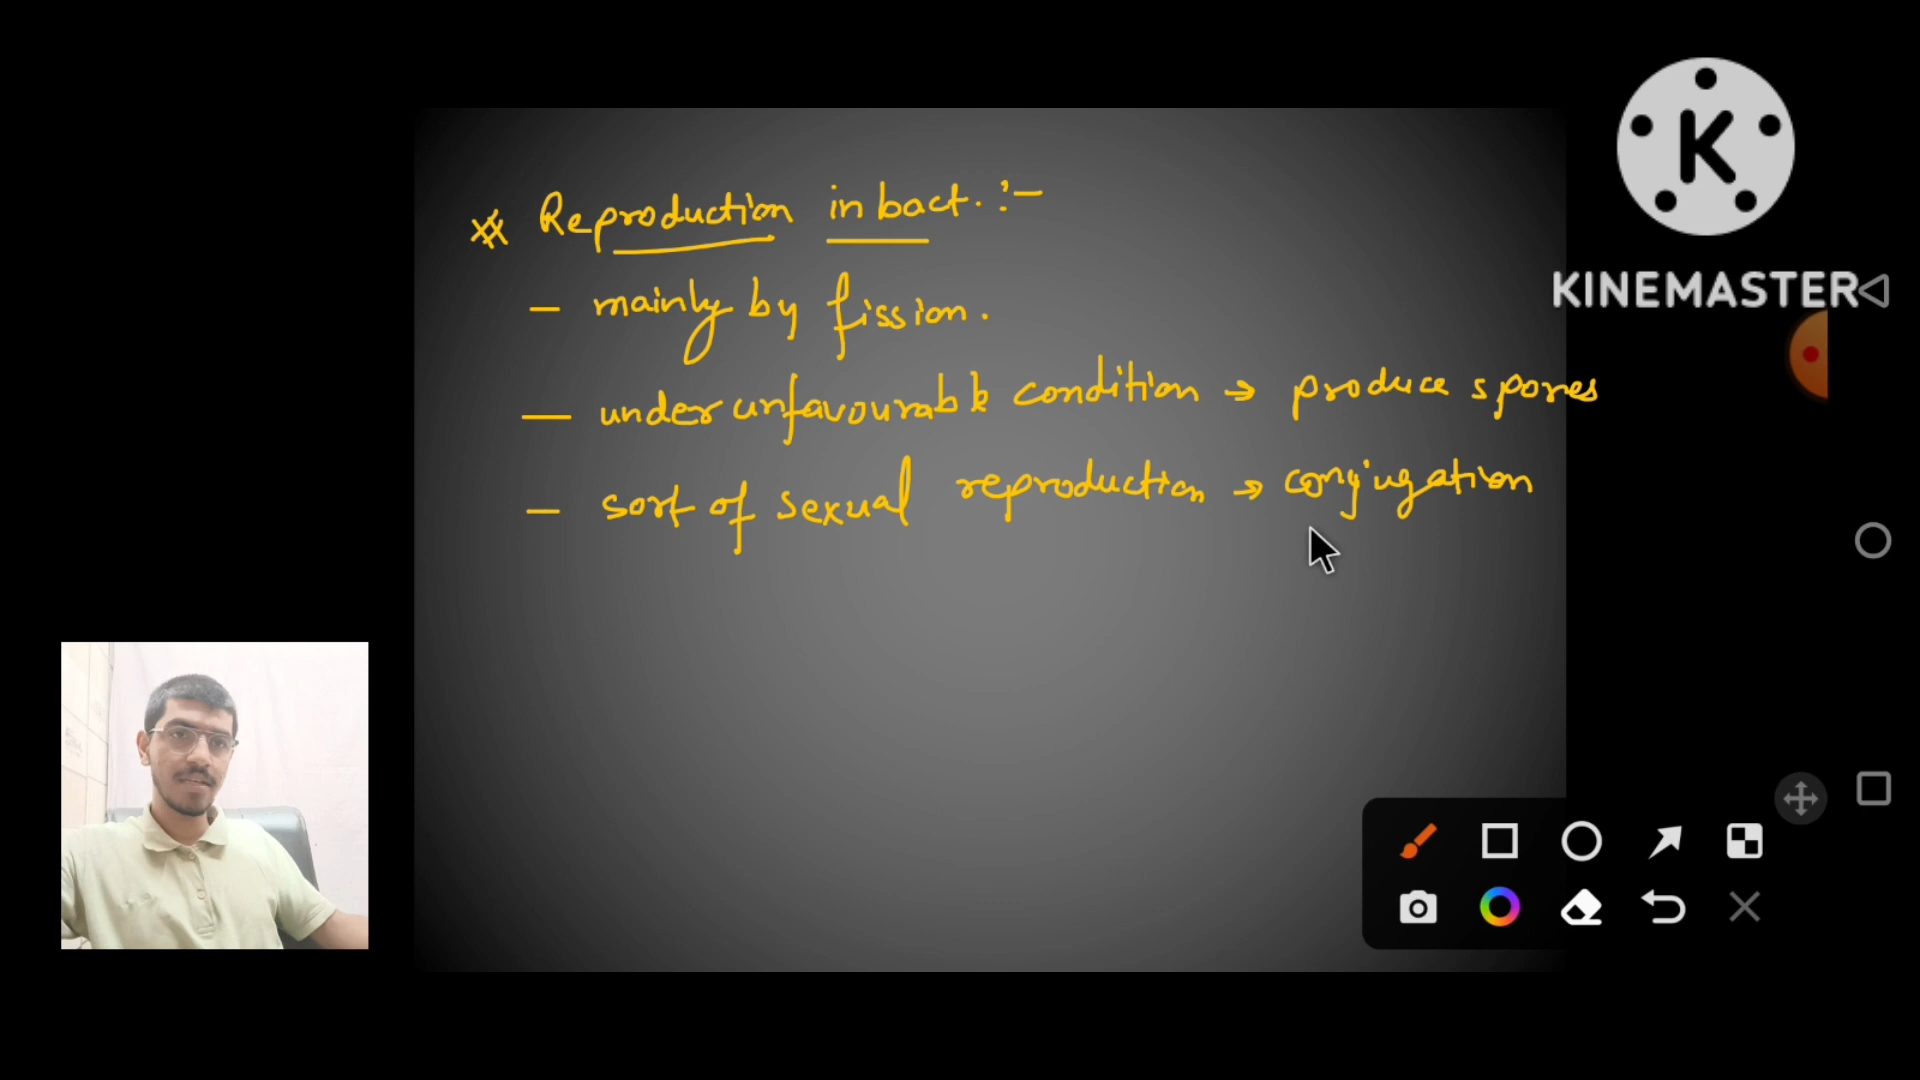 * Reproduction in bact. :-
- mainly by fission.
- under unfavourable condition → produce spores
- sort of sexual reproduction → conjugation
K
KINEMASTER